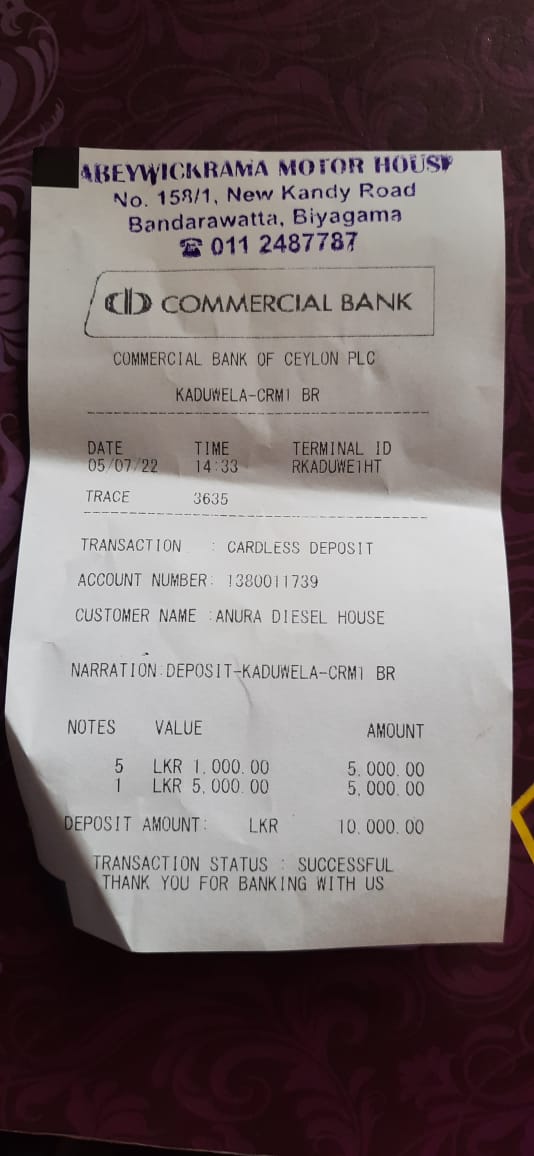 ABEYWICKRAMA MOTOR HOUSE
No. 158/1, New Kandy Road
Bandarawatta, Biyagama
☎ 011 2487787
COMMERCIAL BANK
COMMERCIAL BANK OF CEYLON PLC
KADUWELA-CRM1 BR
DATE TIME TERMINAL ID
05/07/22 14:33 RKADUWE1HT
TRACE 3635
TRANSACTION : CARDLESS DEPOSIT
ACCOUNT NUMBER: 1380011739
CUSTOMER NAME :ANURA DIESEL HOUSE
NARRATION:DEPOSIT-KADUWELA-CRM1 BR
NOTES VALUE AMOUNT
5 LKR 1,000.00 5,000.00
1 LKR 5,000.00 5,000.00
DEPOSIT AMOUNT: LKR 10,000.00
TRANSACTION STATUS : SUCCESSFUL
THANK YOU FOR BANKING WITH US